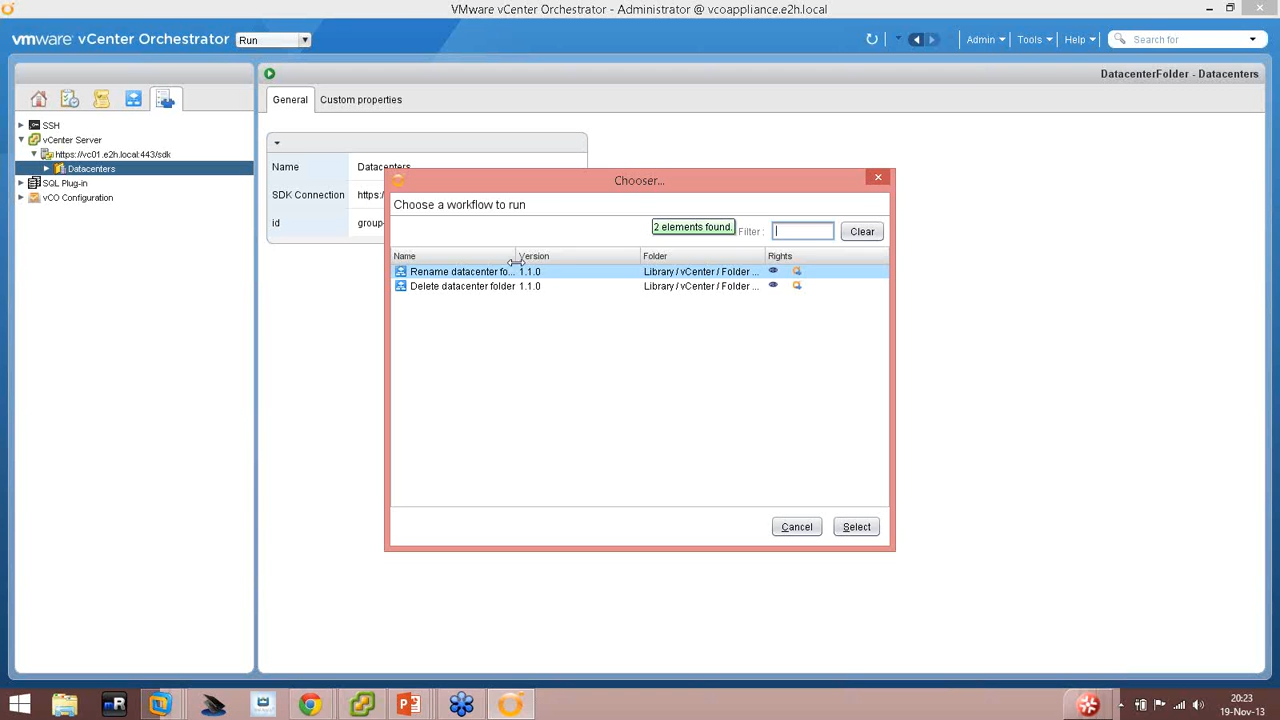 VMware vCenter Orchestrator - Administrator @ vcoappliance.e2h.local
vmware vCenter Orchestrator Run Admin Tools Help Search for
DatacenterFolder - Datacenters
General Custom properties
SSH
vCenter Server
https://vc01.e2h.local:443/sdk
Datacenters
SQL Plug-in
vCO Configuration
Name Datacenters
SDK Connection https:/
id group-
Chooser...
Choose a workflow to run
2 elements found. Filter : Clear
Name Version Folder Rights
Rename datacenter fo... 1.1.0 Library / vCenter / Folder ...
Delete datacenter folder 1.1.0 Library / vCenter / Folder ...
Cancel Select
20:23
19-Nov-13